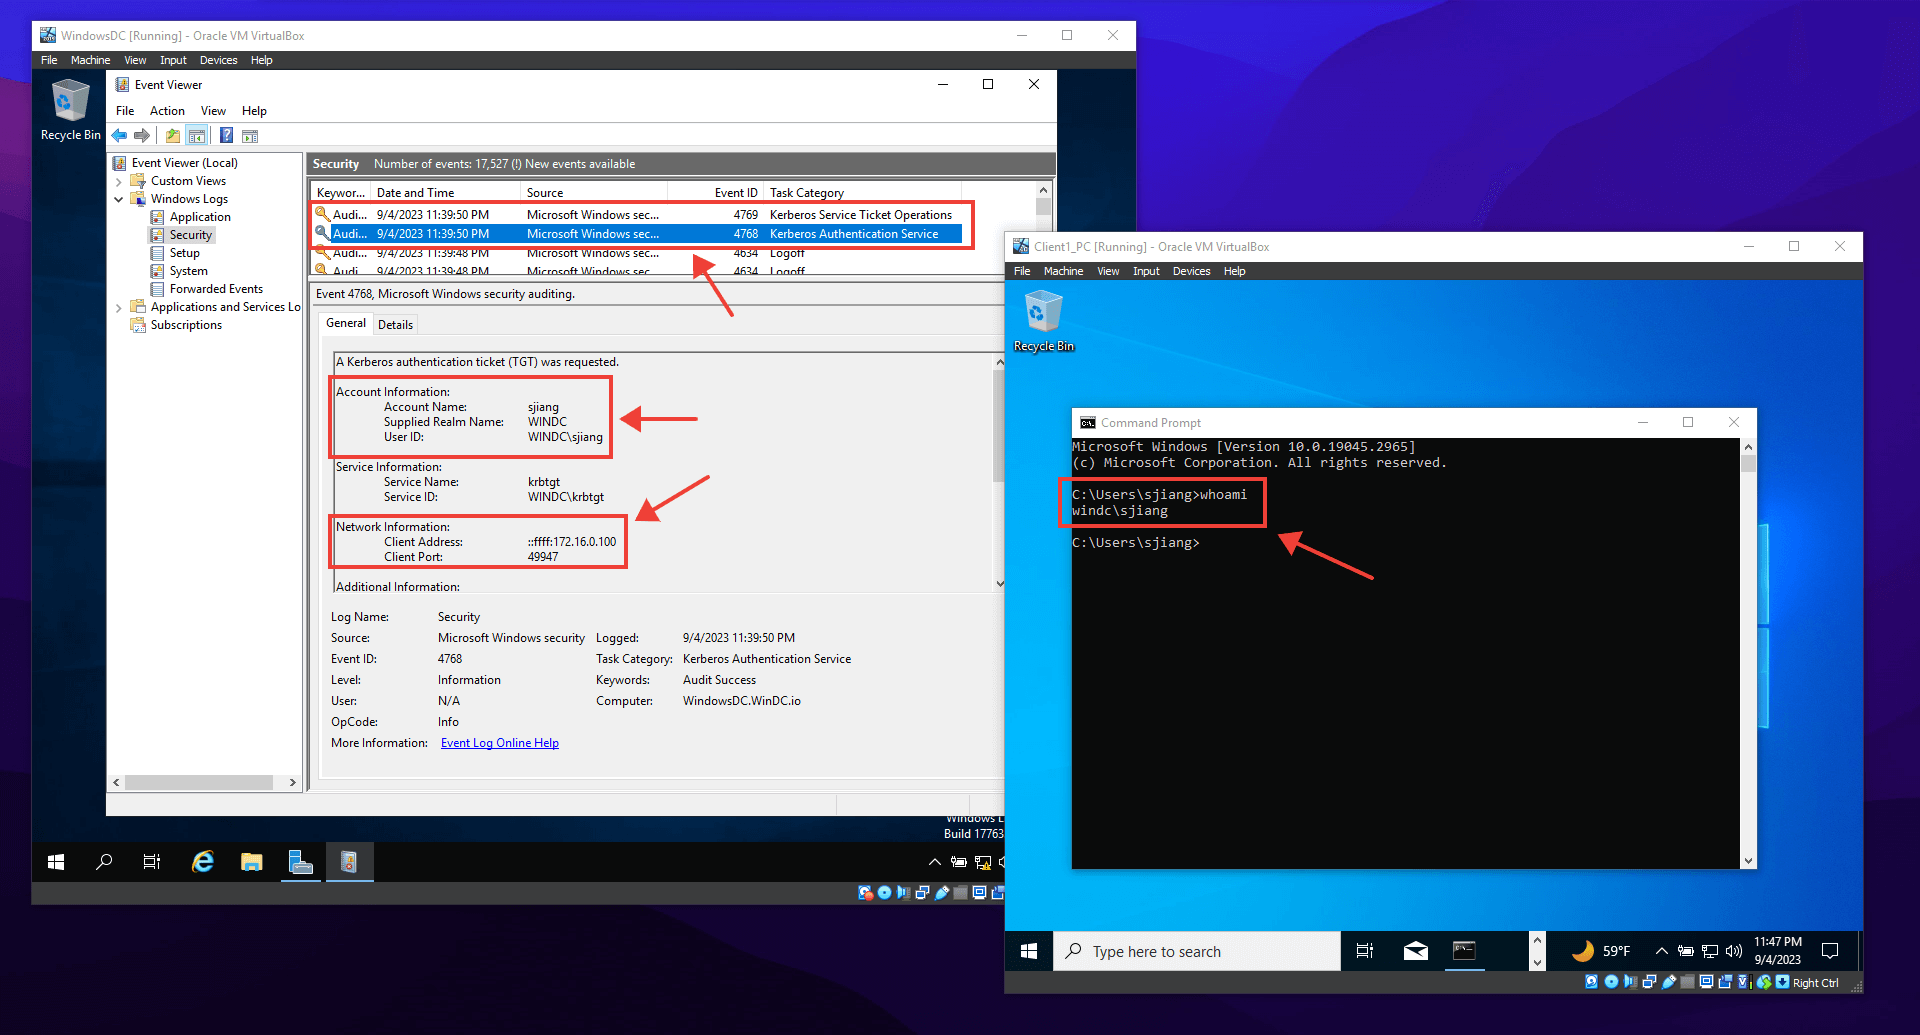 WindowsDC [Running] - Oracle VM VirtualBox
File Machine View Input Devices Help
Recycle Bin
Event Viewer
File Action View Help
Event Viewer (Local)
Custom Views
Windows Logs
Application
Security
Setup
System
Forwarded Events
Applications and Services Lo
Subscriptions
Security Number of events: 17,527 (!) New events available
Keywor... Date and Time Source Event ID Task Category
Audi... 9/4/2023 11:39:50 PM Microsoft Windows sec... 4769 Kerberos Service Ticket Operations
Audi... 9/4/2023 11:39:50 PM Microsoft Windows sec... 4768 Kerberos Authentication Service
Audi... 9/4/2023 11:39:48 PM Microsoft Windows sec... 4634 Logoff
Audi... 9/4/2023 11:39:48 PM Microsoft Windows sec... 4634 Logoff
Event 4768, Microsoft Windows security auditing.
General Details
A Kerberos authentication ticket (TGT) was requested.
Account Information:
Account Name: sjiang
Supplied Realm Name: WINDC
User ID: WINDC\sjiang
Service Information:
Service Name: krbtgt
Service ID: WINDC\krbtgt
Network Information:
Client Address: ::ffff:172.16.0.100
Client Port: 49947
Additional Information:
Log Name: Security
Source: Microsoft Windows security Logged: 9/4/2023 11:39:50 PM
Event ID: 4768 Task Category: Kerberos Authentication Service
Level: Information Keywords: Audit Success
User: N/A Computer: WindowsDC.WinDC.io
OpCode: Info
More Information: Event Log Online Help
Windows L
Build 17763
Client1_PC [Running] - Oracle VM VirtualBox
File Machine View Input Devices Help
Recycle Bin
Command Prompt
Microsoft Windows [Version 10.0.19045.2965]
(c) Microsoft Corporation. All rights reserved.
C:\Users\sjiang>whoami
windc\sjiang
C:\Users\sjiang>
Type here to search
59°F
11:47 PM
9/4/2023
Right Ctrl